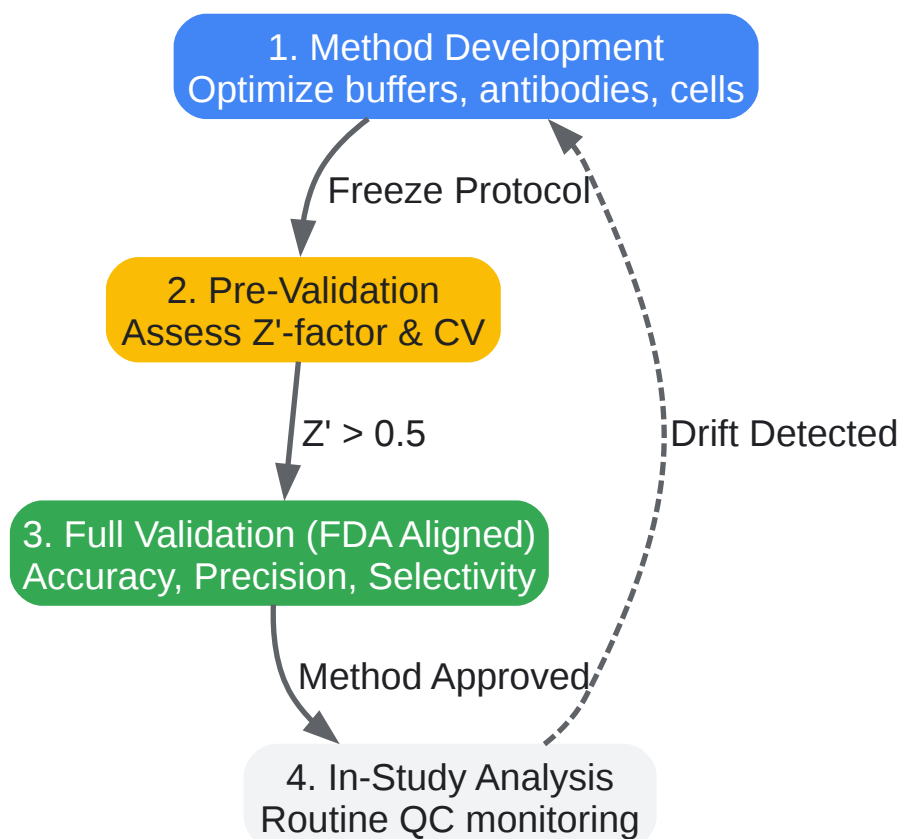 1. Method Development
Optimize buffers, antibodies, cells
Freeze Protocol
2. Pre-Validation
Assess Z'-factor & CV
Z' > 0.5
Drift Detected
3. Full Validation (FDA Aligned)
Accuracy, Precision, Selectivity
Method Approved
4. In-Study Analysis
Routine QC monitoring